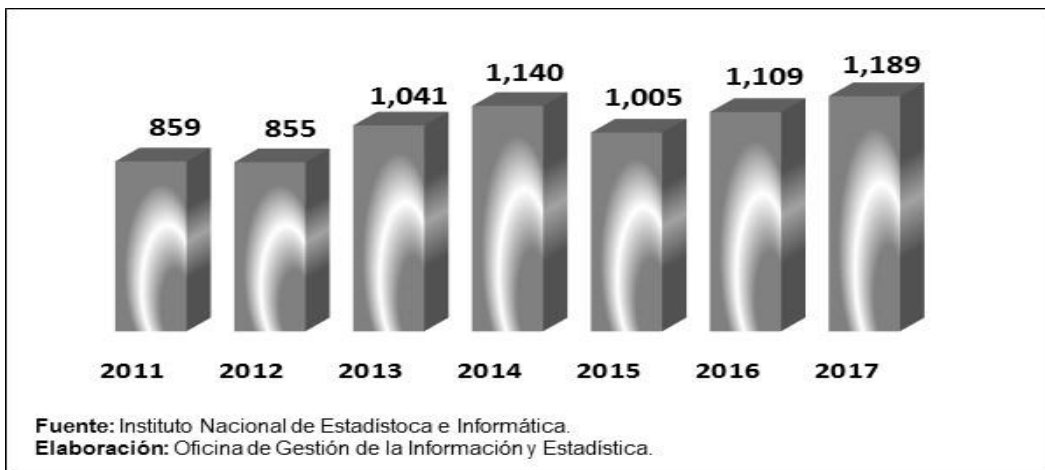 859 855 1,041 1,140 1,005 1,109 1,189
2011 2012 2013 2014 2015 2016 2017
Fuente: Instituto Nacional de Estadístoca e Informática.
Elaboración: Oficina de Gestión de la Información y Estadística.